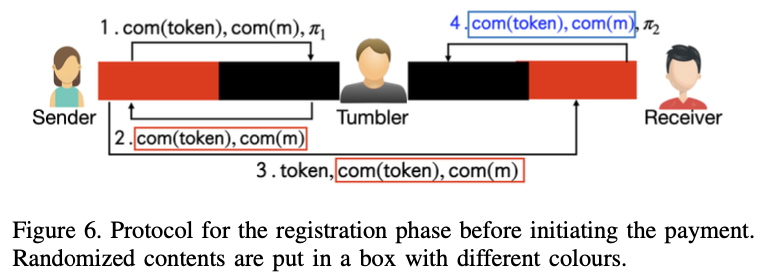 1. com(token), com(m), π₁
4. com(token), com(m), π₂
Sender
Tumbler
Receiver
2. com(token), com(m)
3. token, com(token), com(m)
Figure 6. Protocol for the registration phase before initiating the payment.
Randomized contents are put in a box with different colours.